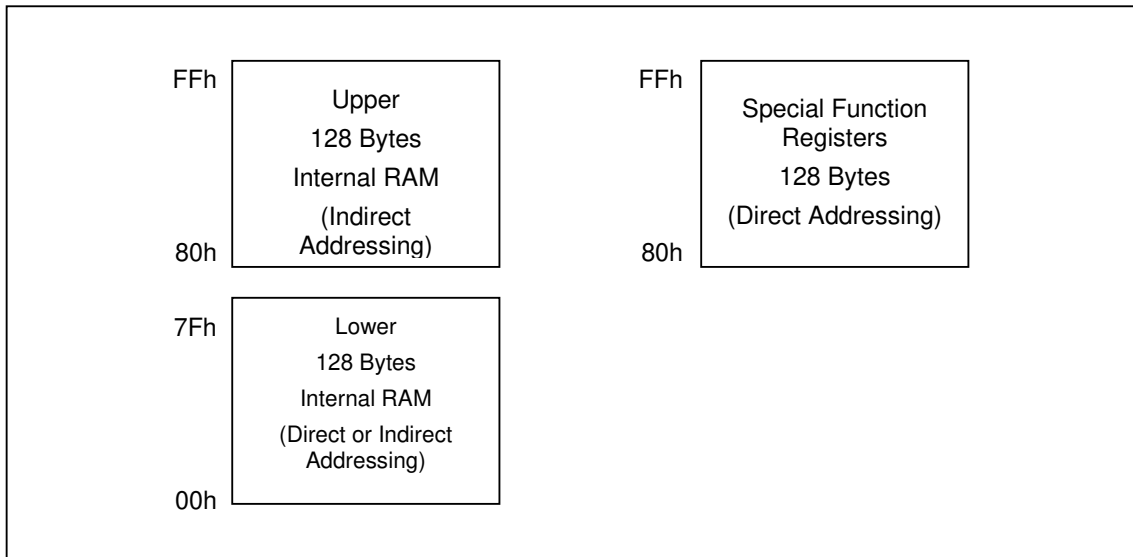 FFh
Upper
128 Bytes
Internal RAM
(Indirect
Addressing)
80h
FFh
Special Function
Registers
128 Bytes
(Direct Addressing)
80h
7Fh
Lower
128 Bytes
Internal RAM
(Direct or Indirect
Addressing)
00h